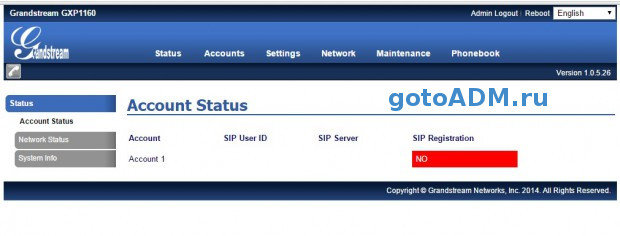 Grandstream GXP1160
Admin Logout | Reboot English
Grandstream
Status Accounts Settings Network Maintenance Phonebook
Version 1.0.5.26
Status
Account Status
Network Status
System Info
Account Status
gotoADM.ru
Account SIP User ID SIP Server SIP Registration
Account 1 NO
Copyright © Grandstream Networks, Inc. 2014. All Rights Reserved.